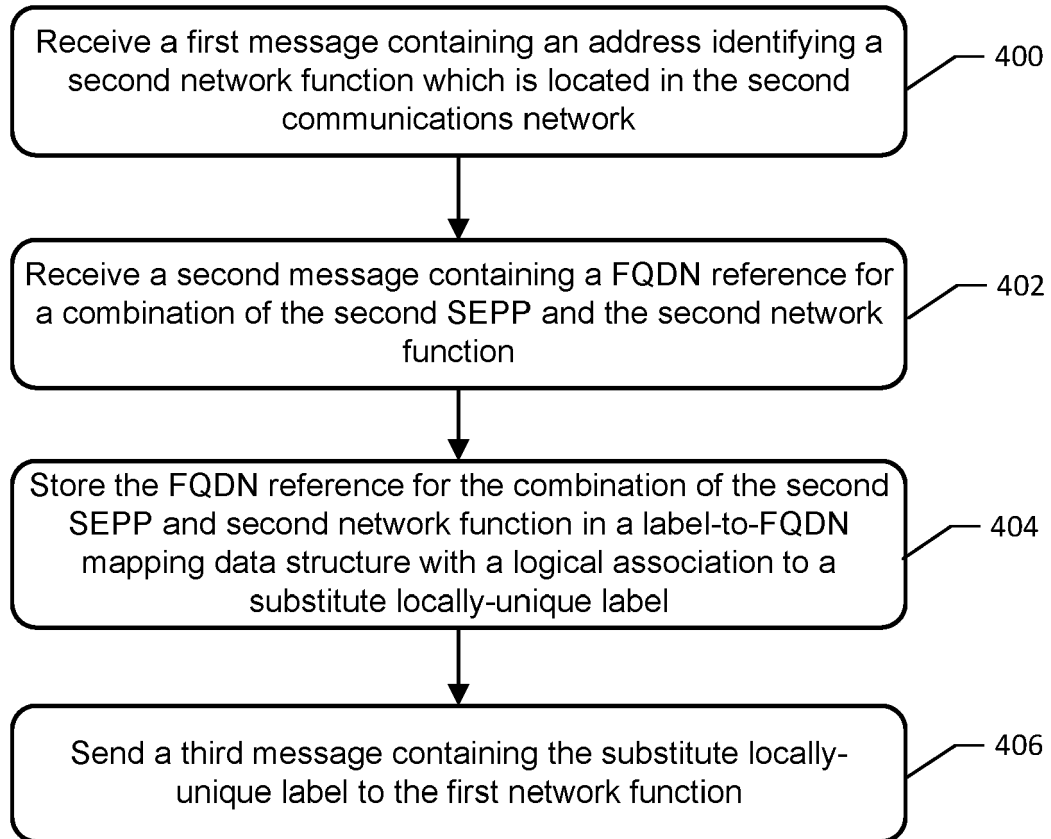 Receive a first message containing an address identifying a
second network function which is located in the second
communications network
400
Receive a second message containing a FQDN reference for
a combination of the second SEPP and the second network
function
402
Store the FQDN reference for the combination of the second
SEPP and second network function in a label-to-FQDN
mapping data structure with a logical association to a
substitute locally-unique label
404
Send a third message containing the substitute locally-
unique label to the first network function
406